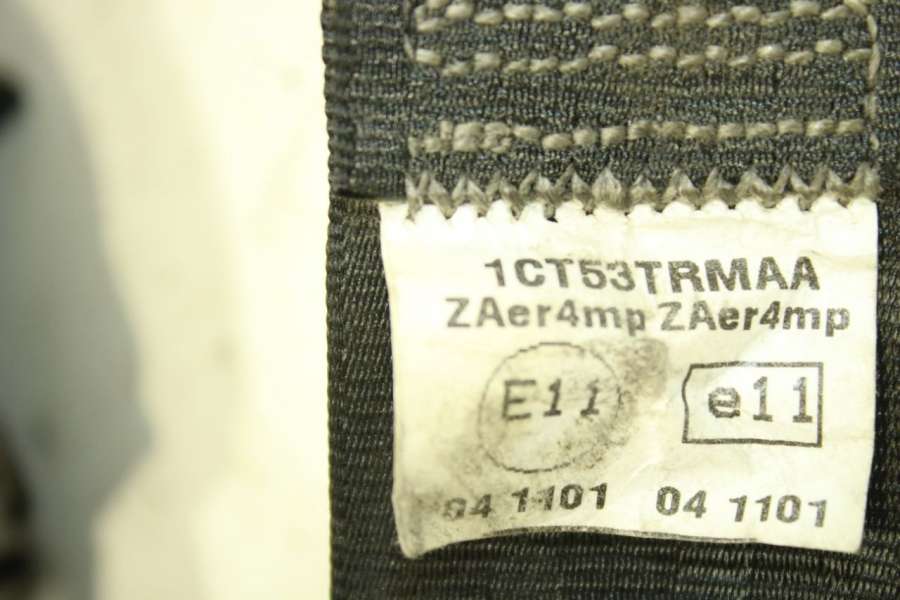 1CT53TRMAA
ZAer4mp ZAer4mp
E11 e11
04 1101 04 1101